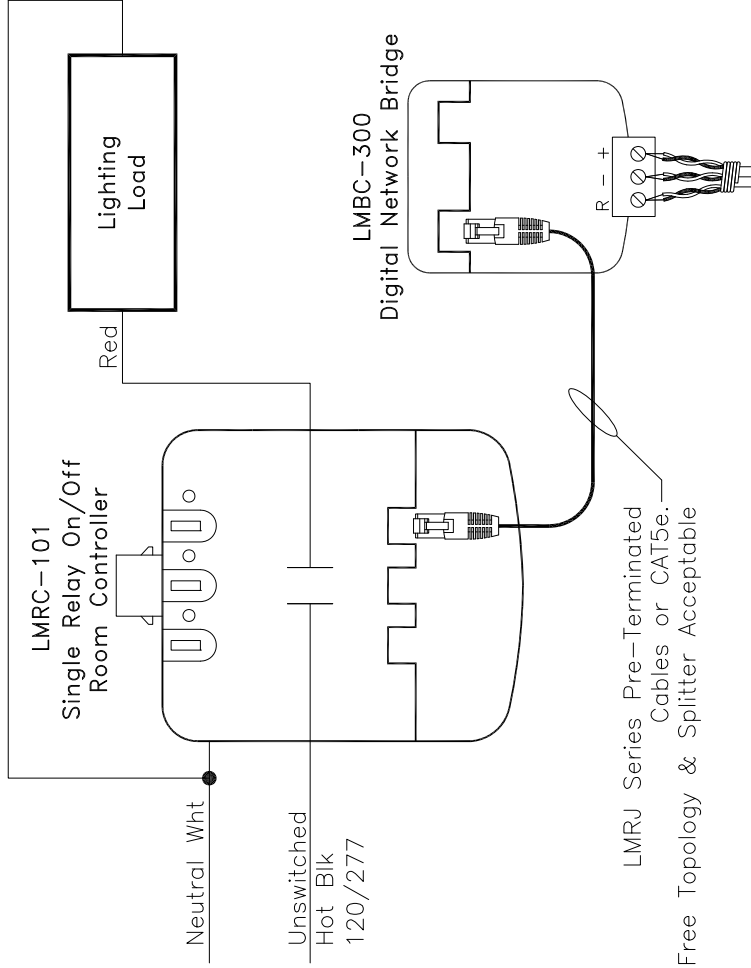 Lighting
Load
Red
LMRC-101
Single Relay On/Off
Room Controller
Neutral Wht
Unswitched
Hot Blk
120/277
LMBC-300
Digital Network Bridge
R - +
LMRJ Series Pre-Terminated
Cables or CAT5e.
Free Topology & Splitter Acceptable